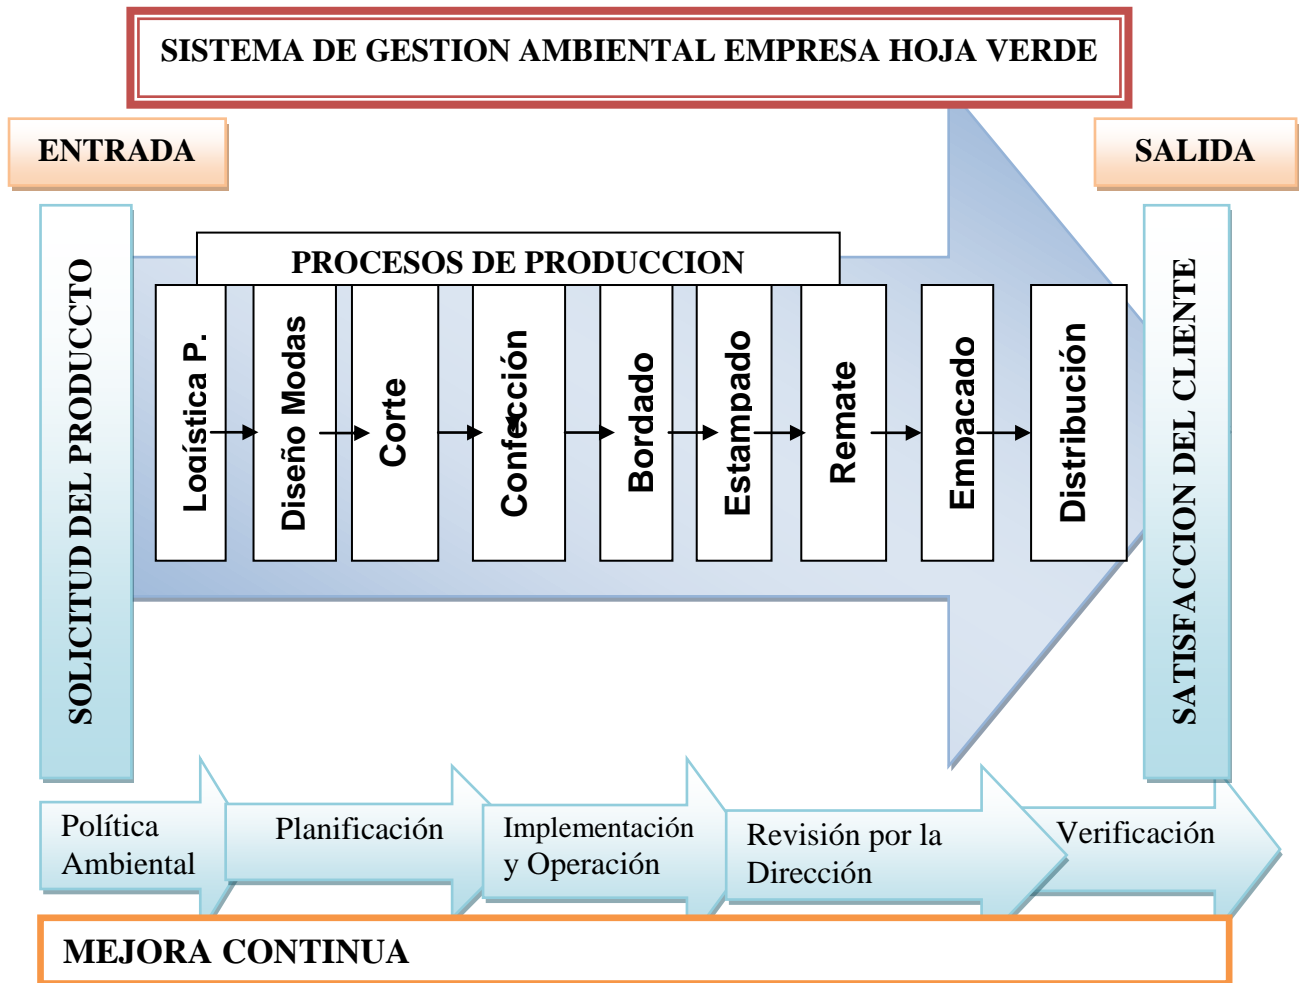 SISTEMA DE GESTION AMBIENTAL EMPRESA HOJA VERDE
ENTRADA
SALIDA
SOLICITUD DEL PRODUCCTO
PROCESOS DE PRODUCCION
Logística P.
Diseño Modas
Corte
Confección
Bordado
Estampado
Remate
Empacado
Distribución
SATISFACCION DEL CLIENTE
Política
Ambiental
Planificación
Implementación
y Operación
Revisión por la
Dirección
Verificación
MEJORA CONTINUA